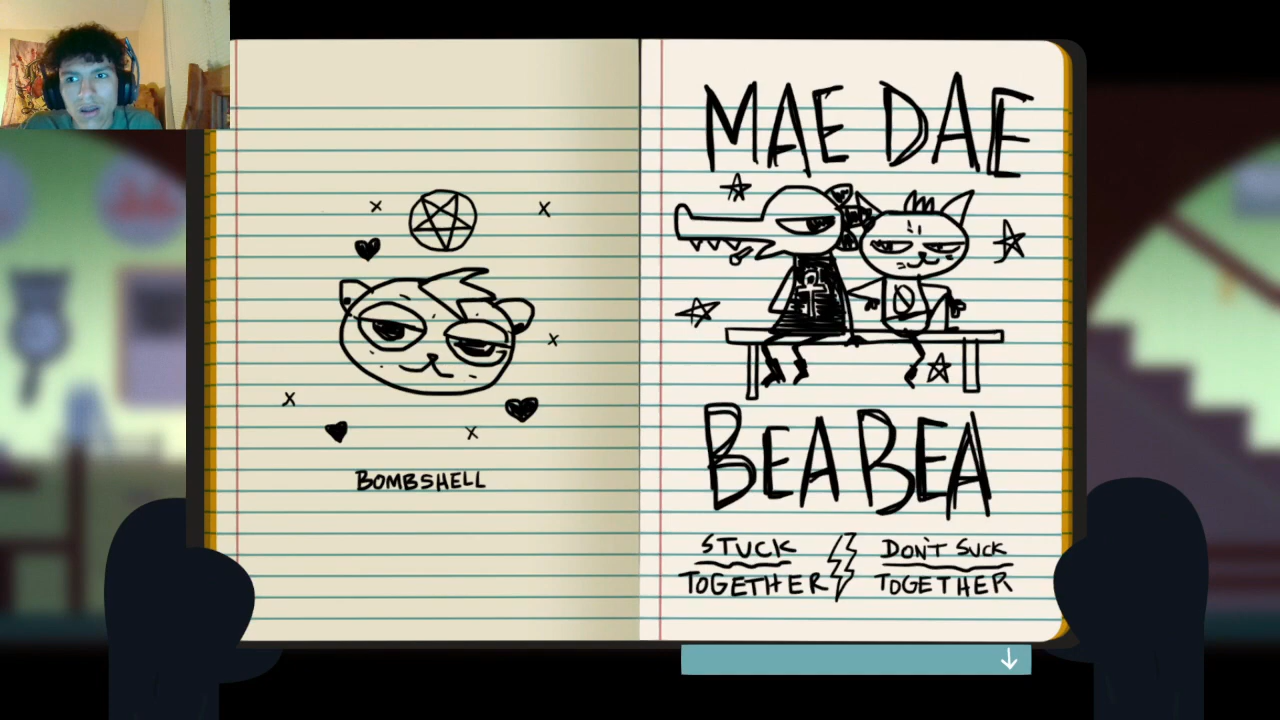 BOMBSHELL
MAE DAE
BEA BEA
STUCK DON'T SUCK
TOGETHER TOGETHER